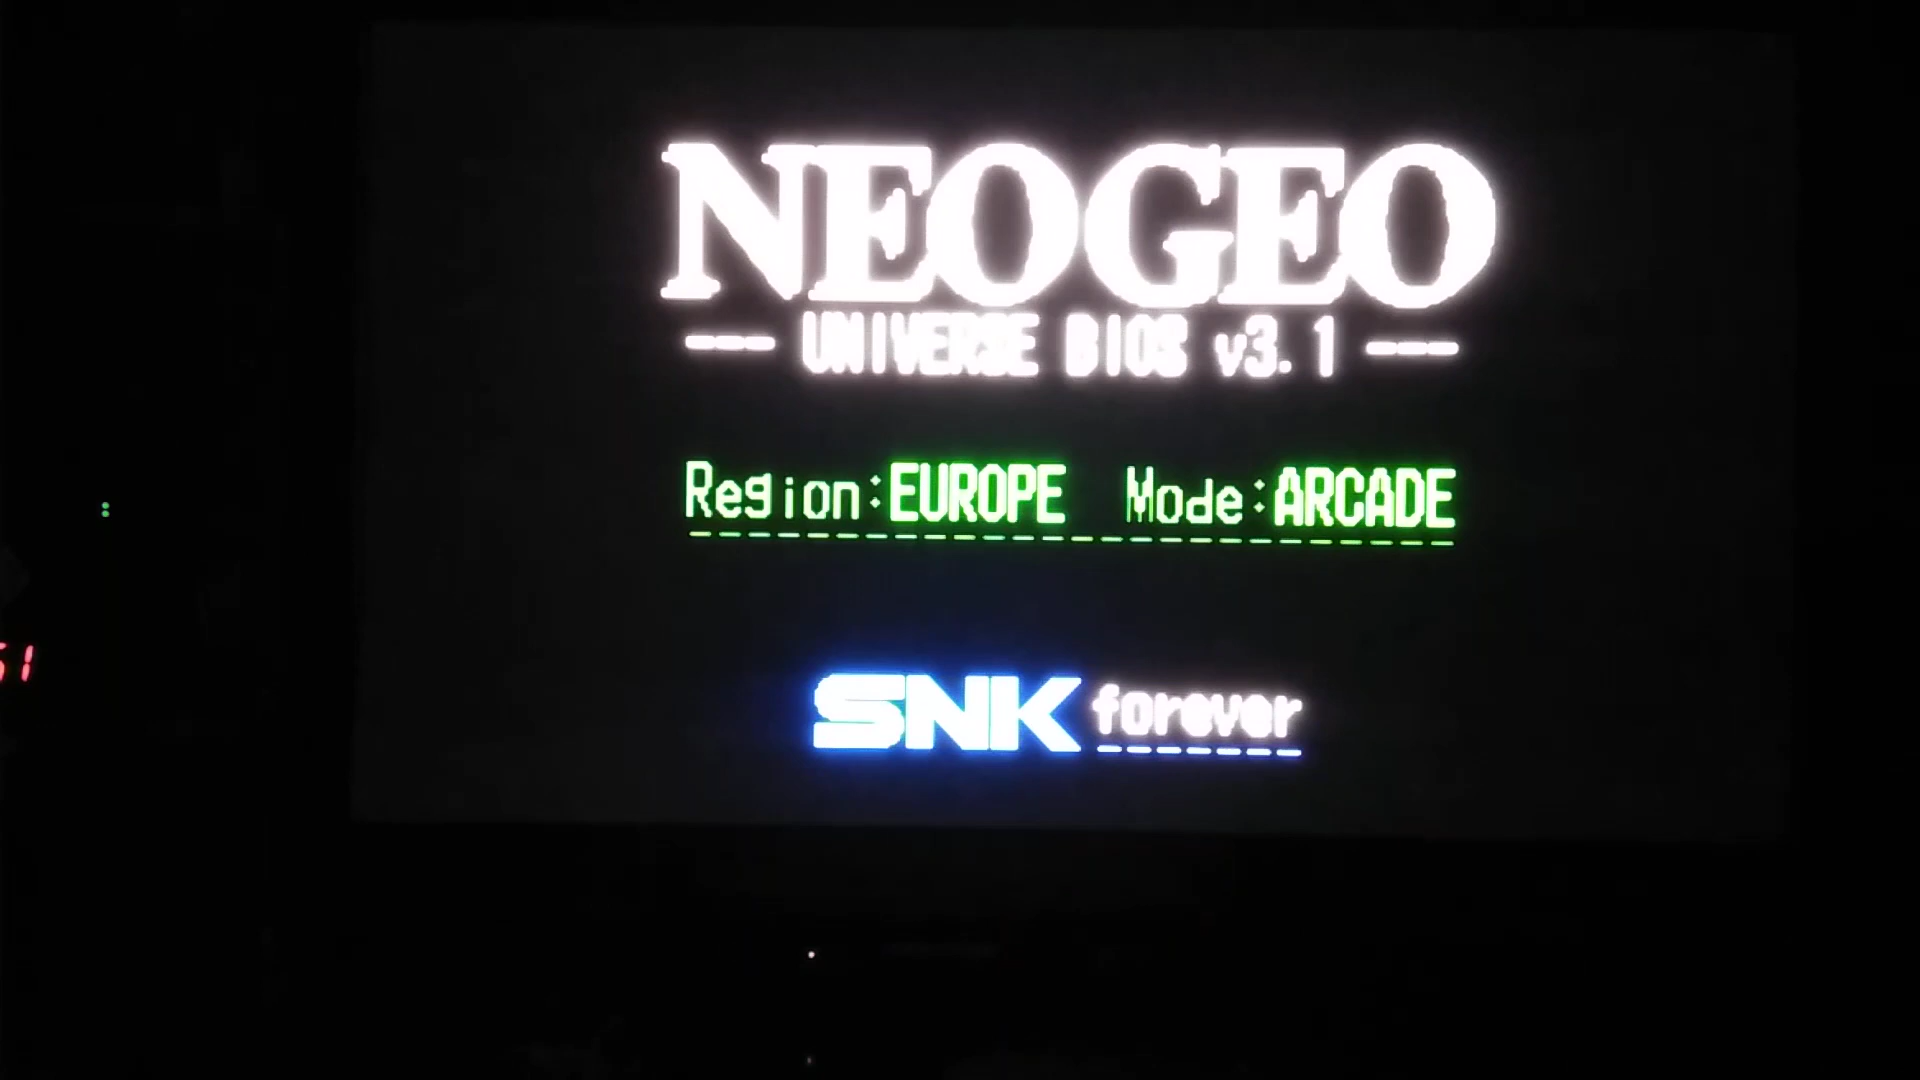 NEOGEO
--- UNIVERSE BIOS v3.1 ---
Region:EUROPE Mode:ARCADE
SNK forever